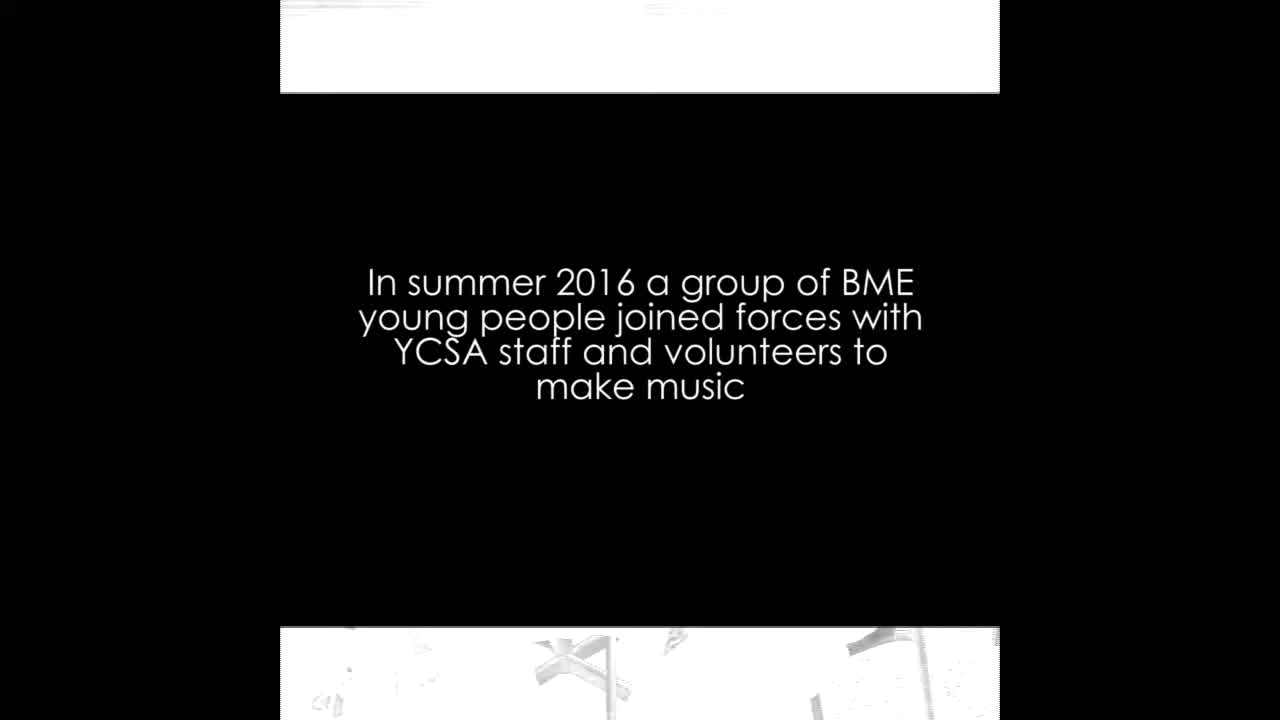 In summer 2016 a group of BME
young people joined forces with
YCSA staff and volunteers to
make music